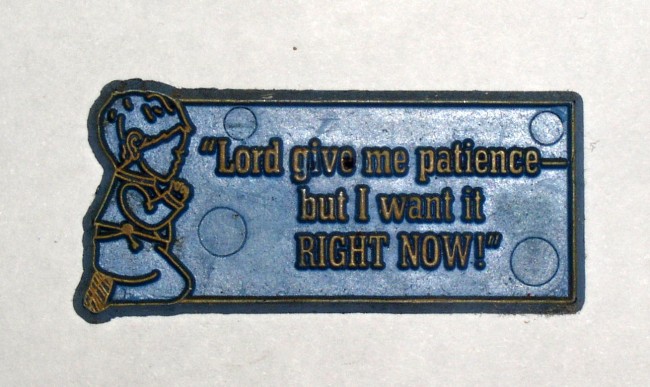 "Lord give me patience—
but I want it
RIGHT NOW!"